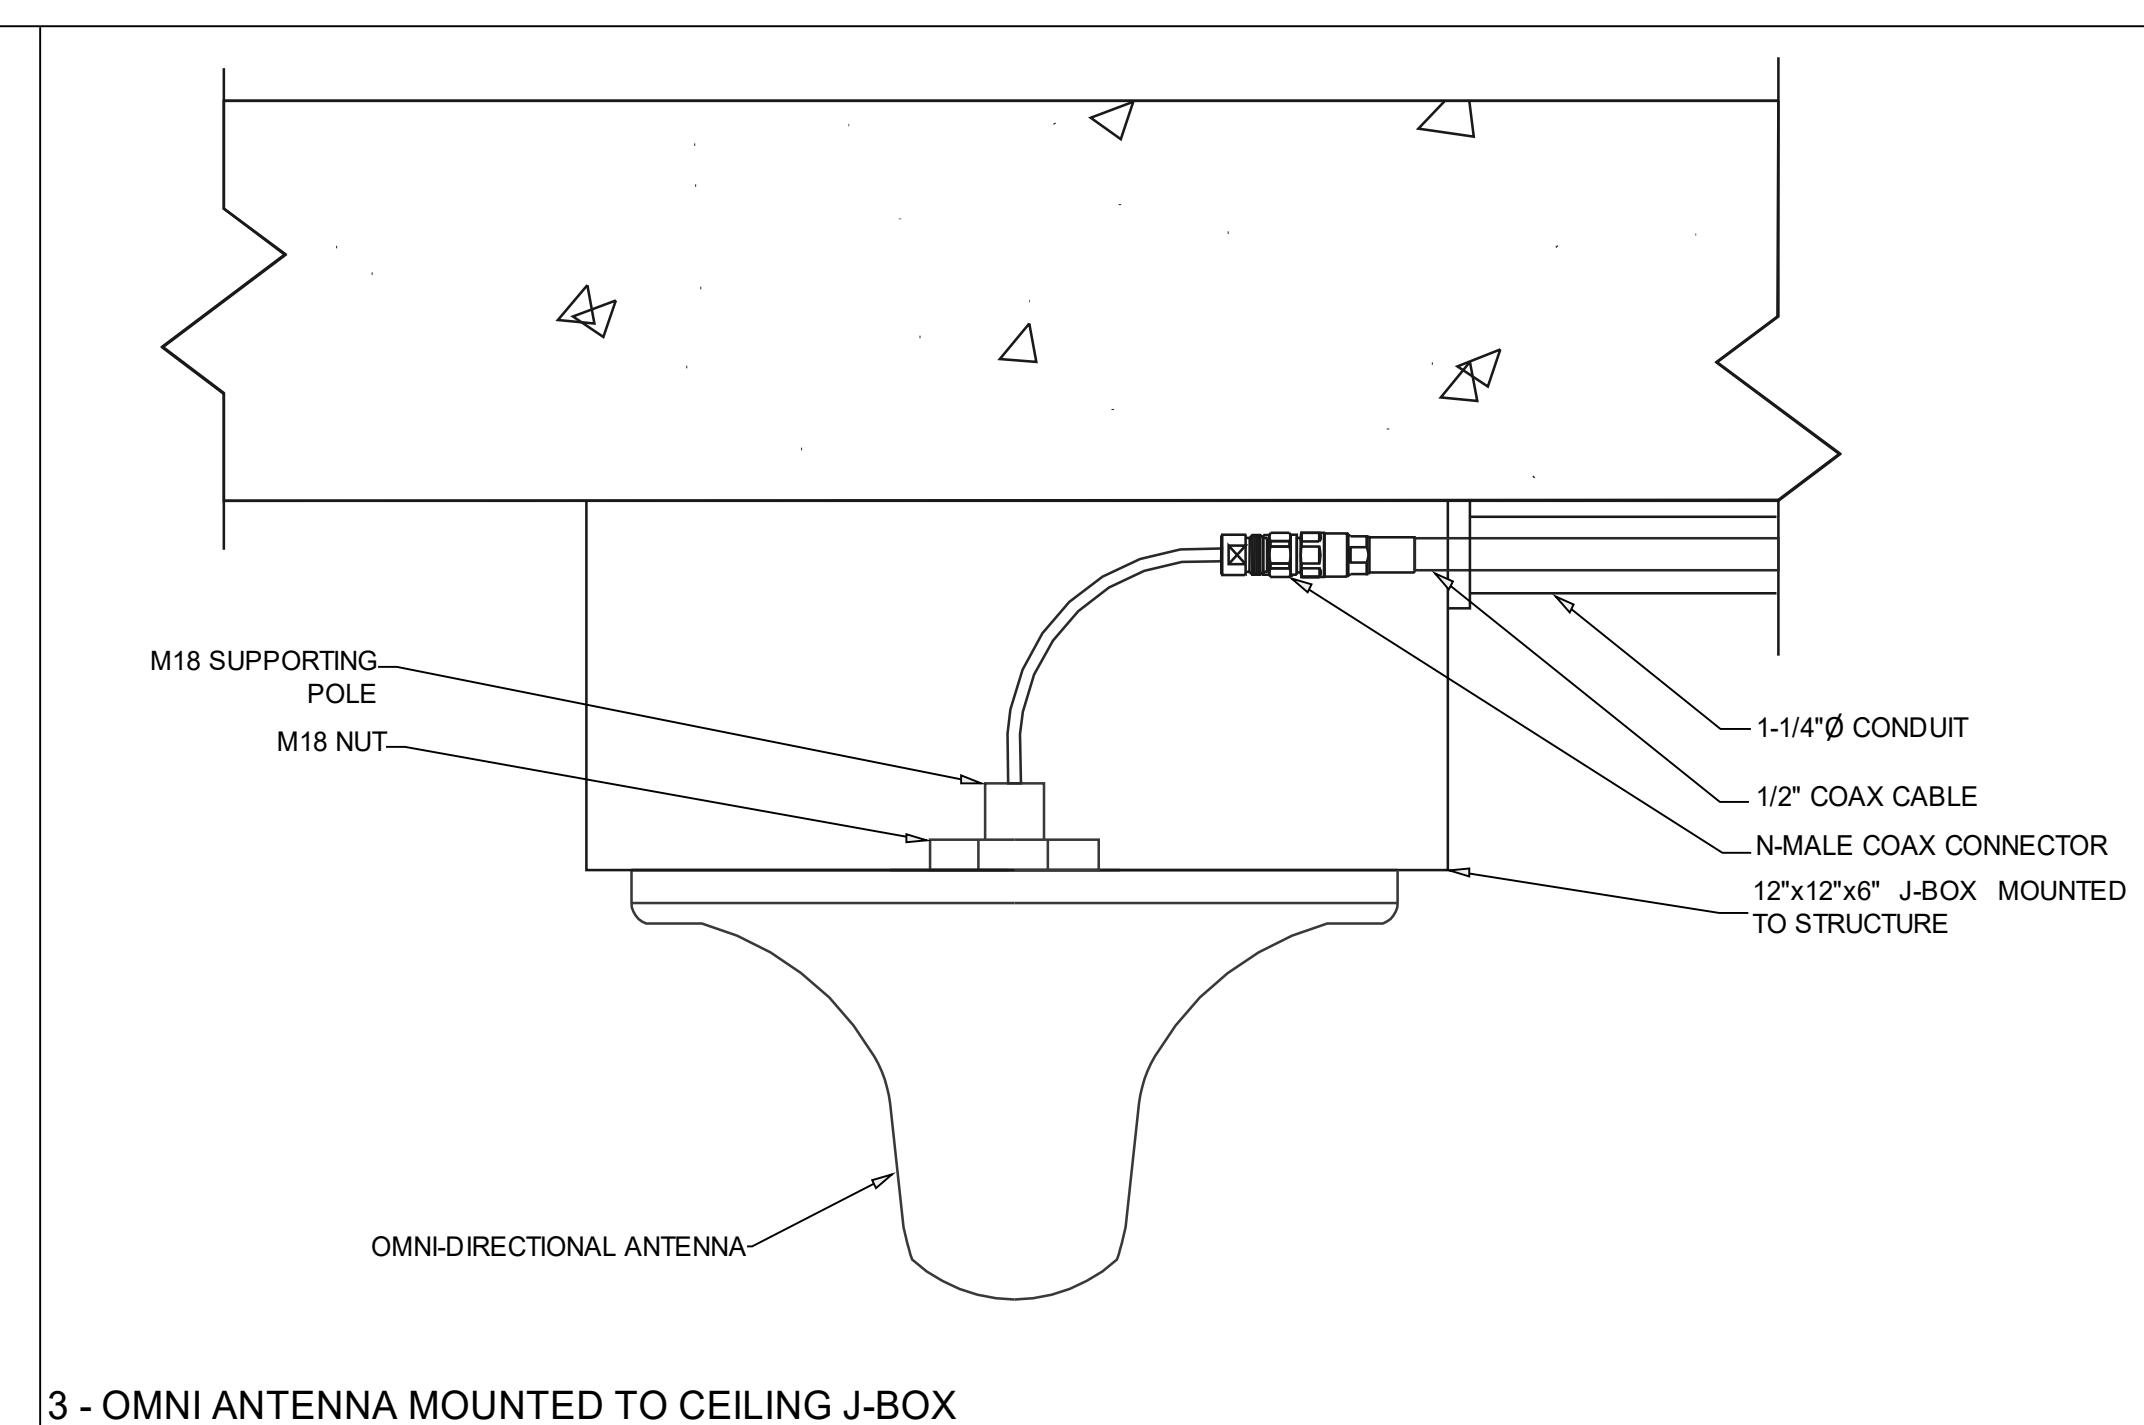 M18 SUPPORTING
POLE
M18 NUT
1-1/4"Ø CONDUIT
1/2" COAX CABLE
N-MALE COAX CONNECTOR
12"x12"x6" J-BOX MOUNTED
TO STRUCTURE
OMNI-DIRECTIONAL ANTENNA
3 - OMNI ANTENNA MOUNTED TO CEILING J-BOX